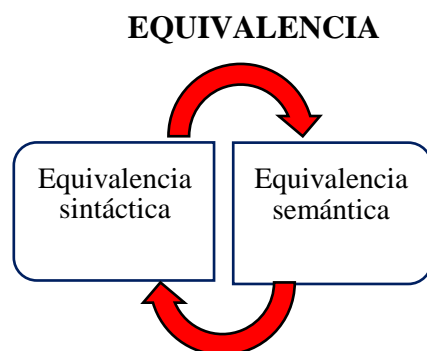 EQUIVALENCIA
Equivalencia
sintáctica
Equivalencia
semántica